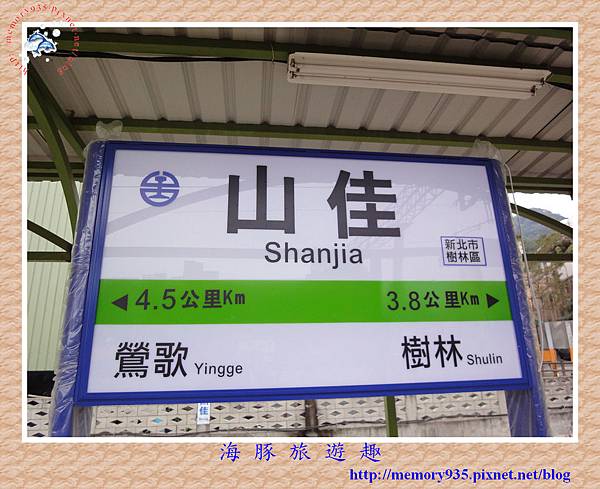 山佳
Shanjia
新北市
樹林區
◀ 4.5公里Km
3.8公里Km ▶
鶯歌 Yingge
樹林 Shulin
佳
海豚旅遊趣
http://memory935.pixnet.net/blog